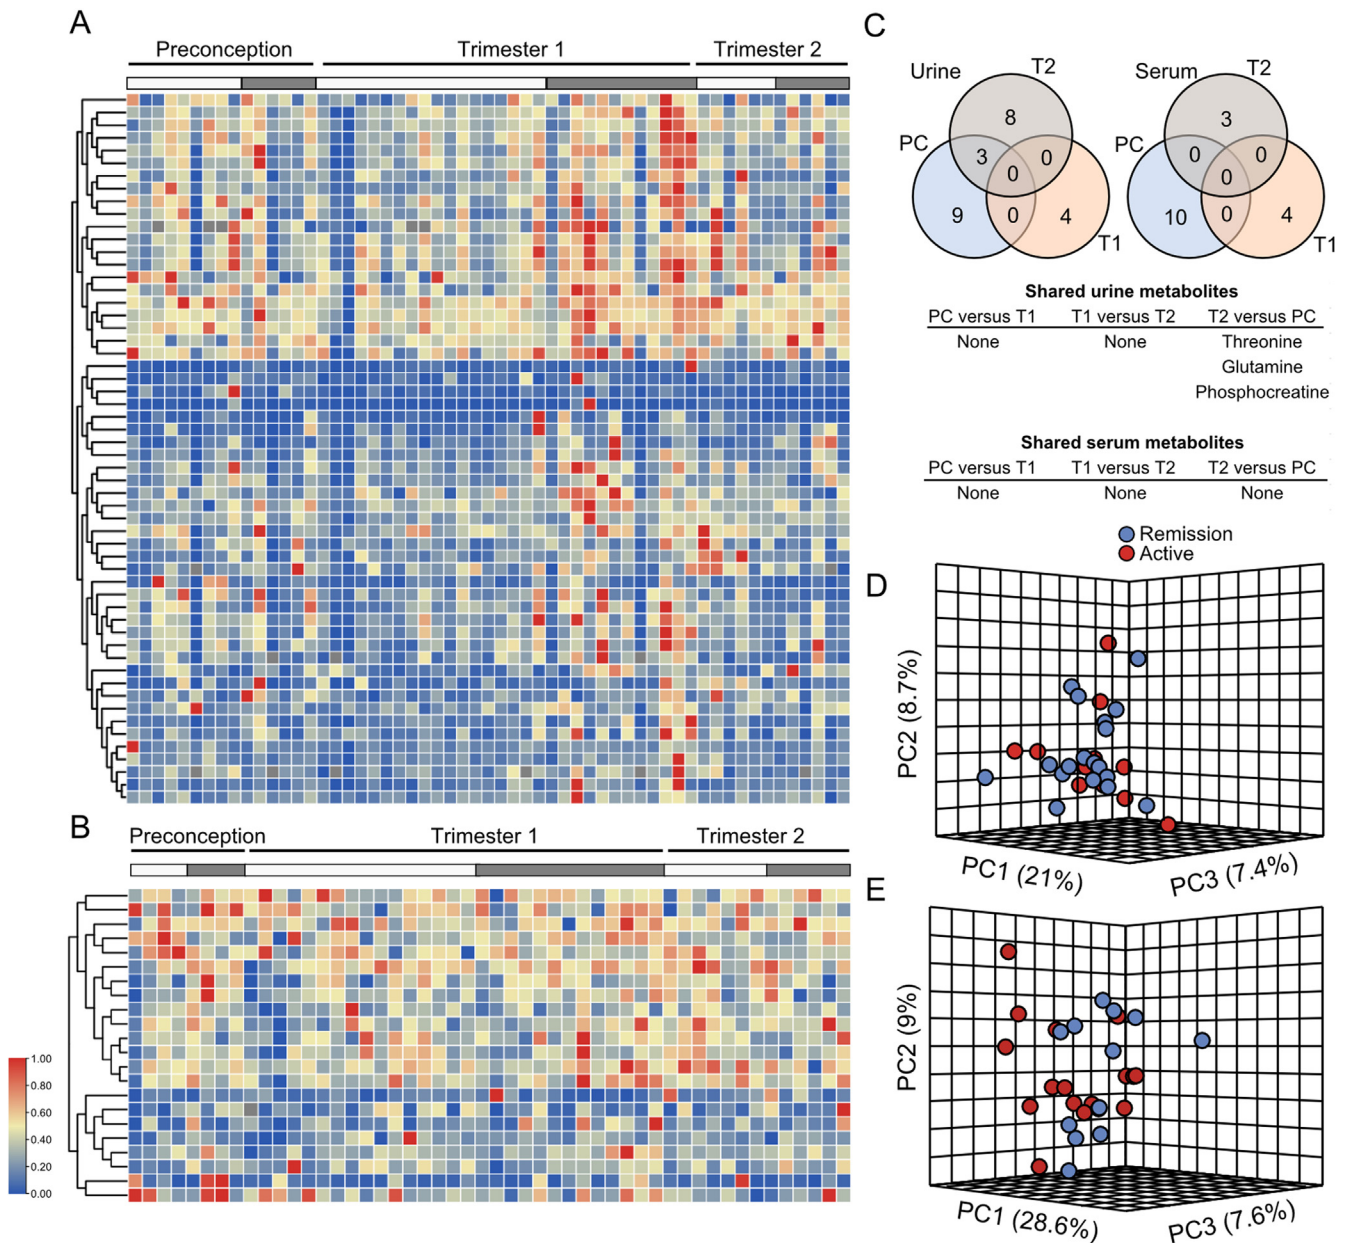 A
Preconception
Trimester 1
Trimester 2
B
Preconception
Trimester 1
Trimester 2
1.00
0.80
0.60
0.40
0.20
0.00
C
Urine
T2
8
PC
3
0
0
9
0
4
T1
Serum
T2
3
PC
0
0
0
10
0
4
T1
Shared urine metabolites
PC versus T1 T1 versus T2 T2 versus PC
None None Threonine
Glutamine
Phosphocreatine
Shared serum metabolites
PC versus T1 T1 versus T2 T2 versus PC
None None None
Remission
Active
D
PC2 (8.7%)
PC1 (21%)
PC3 (7.4%)
E
PC2 (9%)
PC1 (28.6%)
PC3 (7.6%)